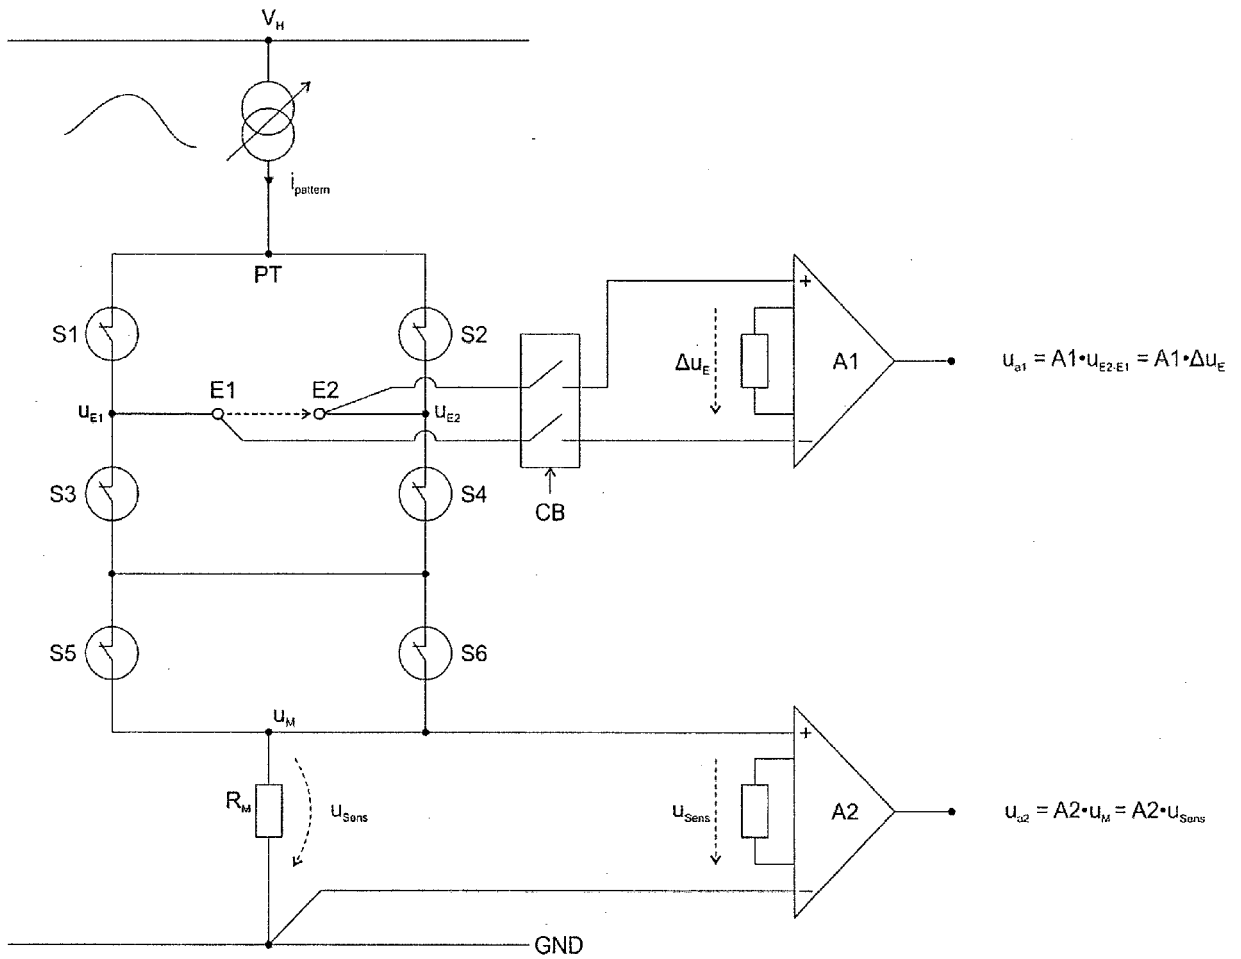 V_H
i_pattern
PT
S1
S2
E1
E2
u_E1
u_E2
Δu_E
+
A1
−
u_a1 = A1•u_E2-E1 = A1•Δu_E
S3
S4
CB
S5
S6
u_M
R_M
u_Sens
u_Sens
+
A2
−
u_a2 = A2•u_M = A2•u_Sens
GND